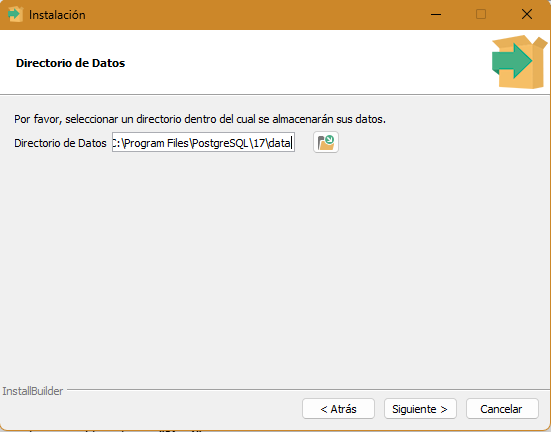 Instalación
Directorio de Datos
Por favor, seleccionar un directorio dentro del cual se almacenarán sus datos.
Directorio de Datos C:\Program Files\PostgreSQL\17\data
InstallBuilder
< Atrás Siguiente > Cancelar